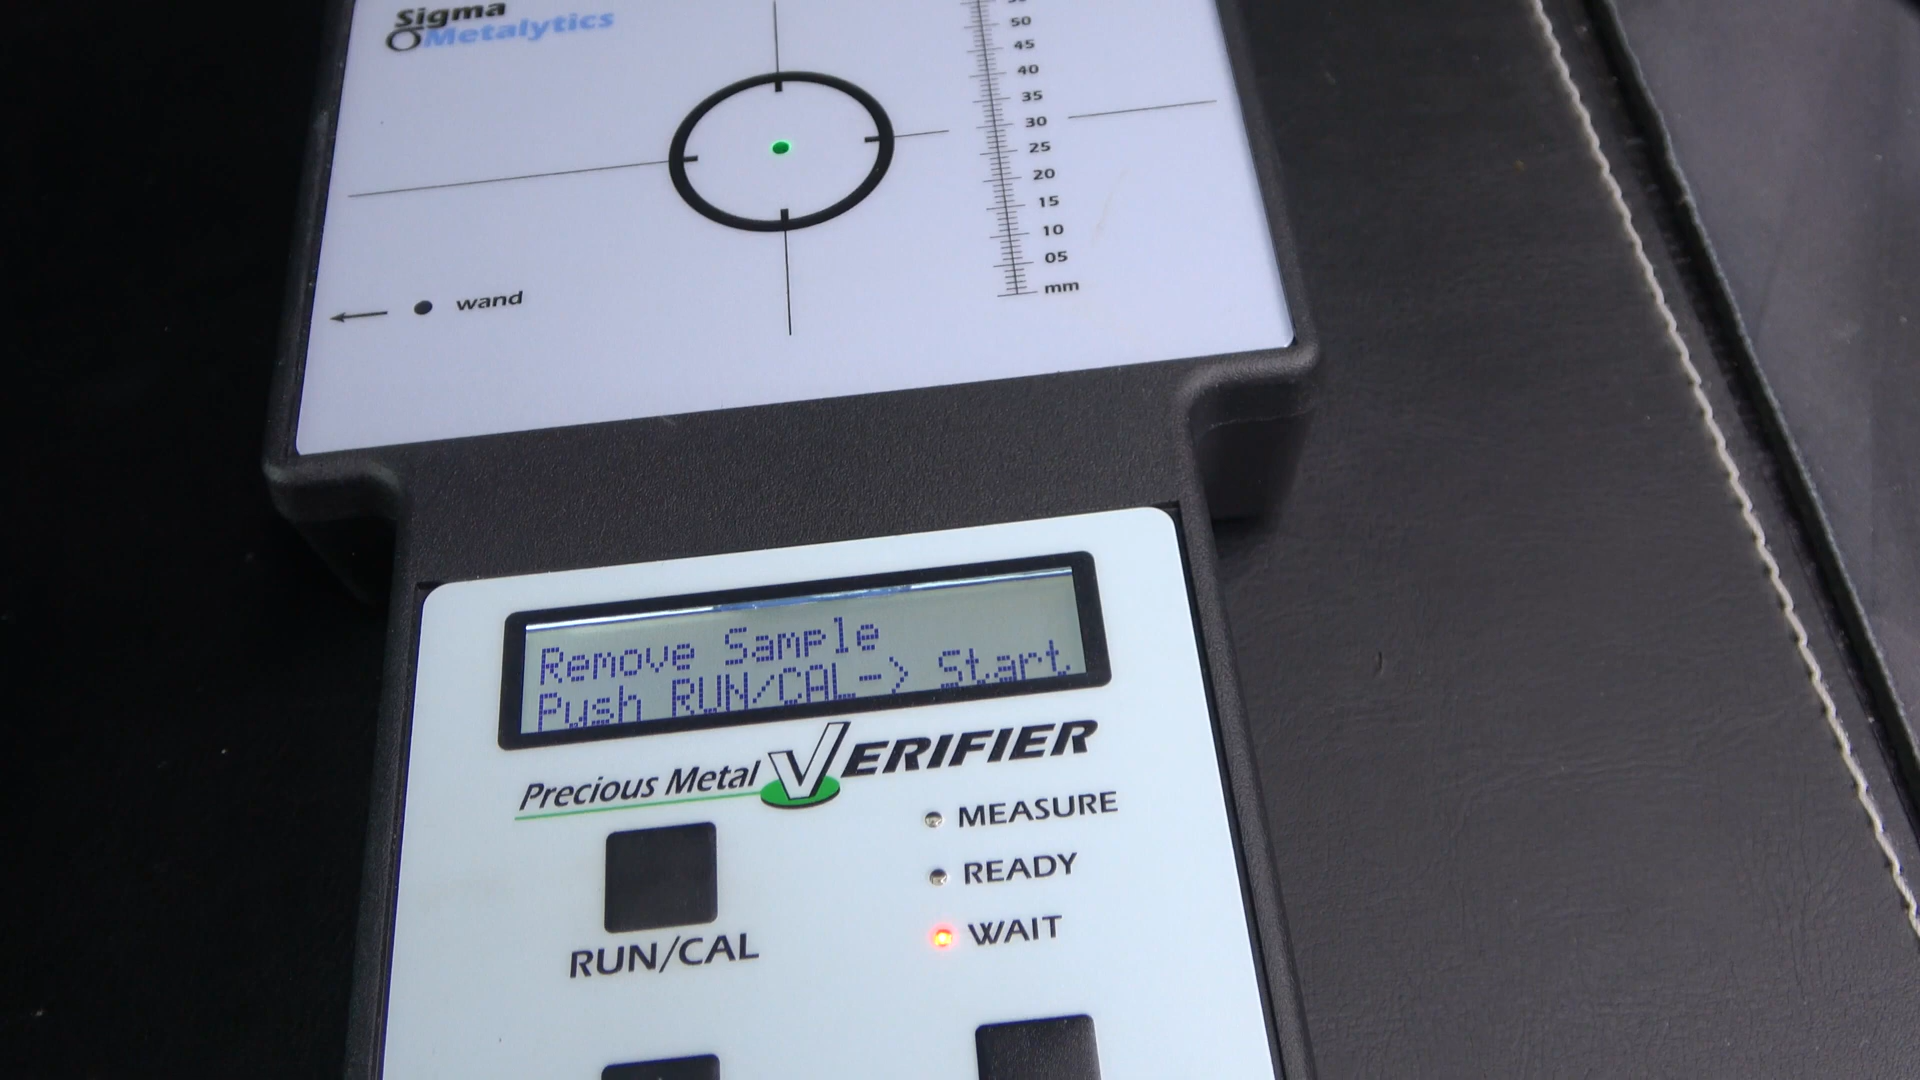 Sigma
Metalytics
50
45
40
35
30
25
20
15
10
05
mm
wand
Remove Sample
Push RUN/CAL-> Start
Precious Metal VERIFIER
MEASURE
READY
WAIT
RUN/CAL